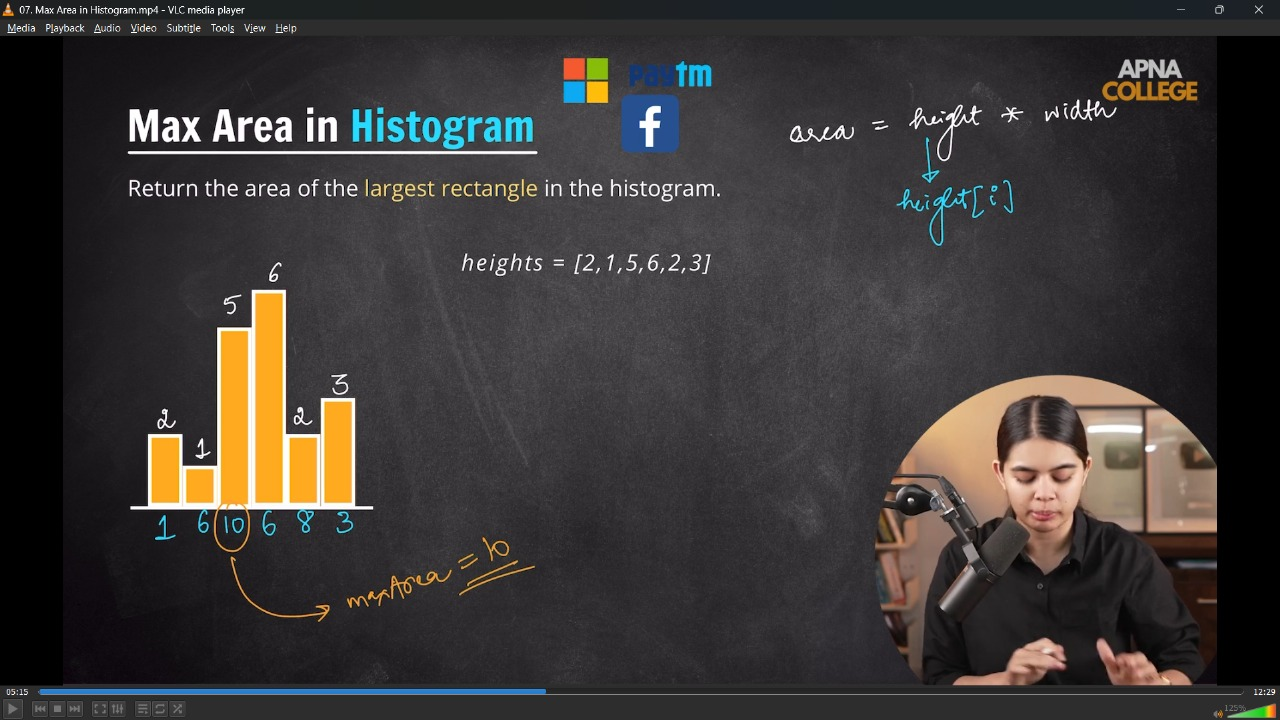 07. Max Area in Histogram.mp4 - VLC media player
Media Playback Audio Video Subtitle Tools View Help
paytm
APNA
COLLEGE
Max Area in Histogram
f
area = height * width
Return the area of the largest rectangle in the histogram.
height[i]
heights = [2,1,5,6,2,3]
6
5
3
2 2
1
1 6 10 6 8 3
maxArea = 10
05:15 12:29
125%